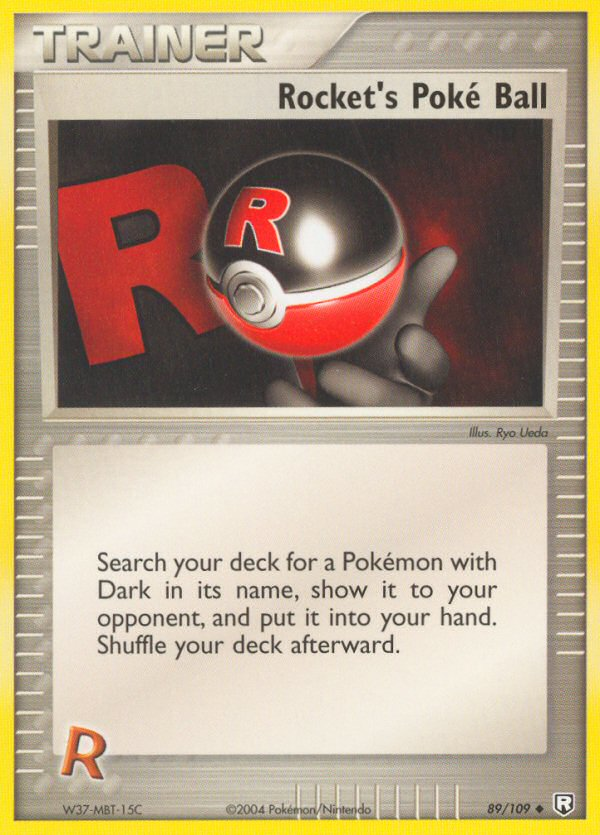 TRAINER
Rocket's Poké Ball
R
R
Illus. Ryo Ueda
Search your deck for a Pokémon with
Dark in its name, show it to your
opponent, and put it into your hand.
Shuffle your deck afterward.
R
W37-MBT-15C
©2004 Pokémon/Nintendo
89/109 ◆ R